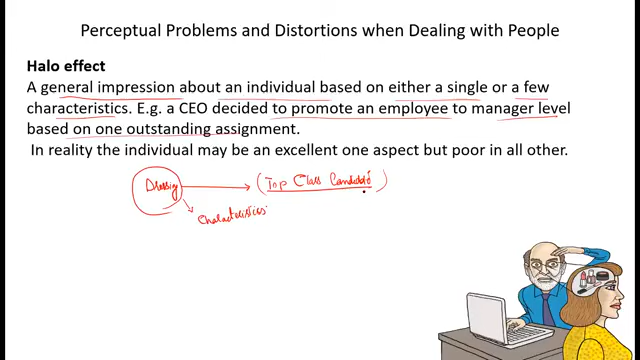 Perceptual Problems and Distortions when Dealing with People
Halo effect
A general impression about an individual based on either a single or a few
characteristics. E.g. a CEO decided to promote an employee to manager level
based on one outstanding assignment.
In reality the individual may be an excellent one aspect but poor in all other.
Dressing (Top Class Candidate)
characteristics